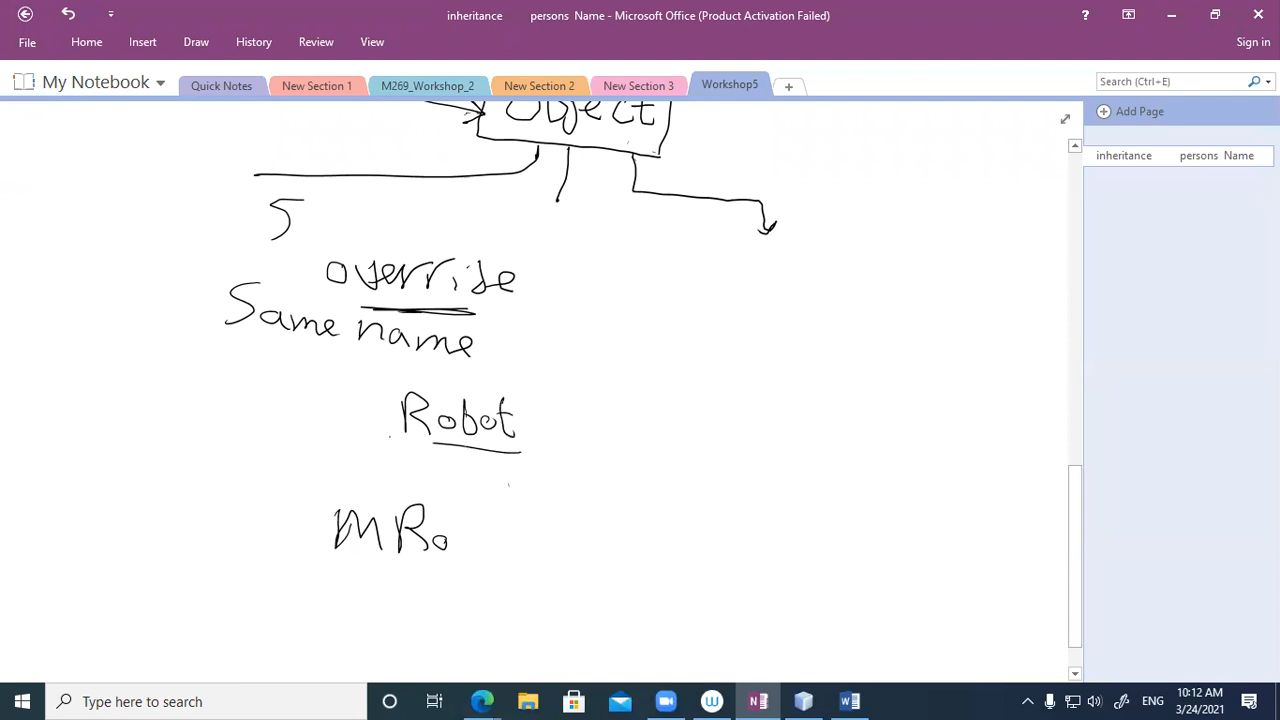 inheritance persons Name - Microsoft Office (Product Activation Failed)
?
File Home Insert Draw History Review View Sign in
My Notebook Quick Notes New Section 1 M269_Workshop_2 New Section 2 New Section 3 Workshop5 + Search (Ctrl+E)
Add Page
inheritance persons Name
Object
5
override
Same name
Robot
MRo
Type here to search
W
N
W
ENG
10:12 AM
3/24/2021